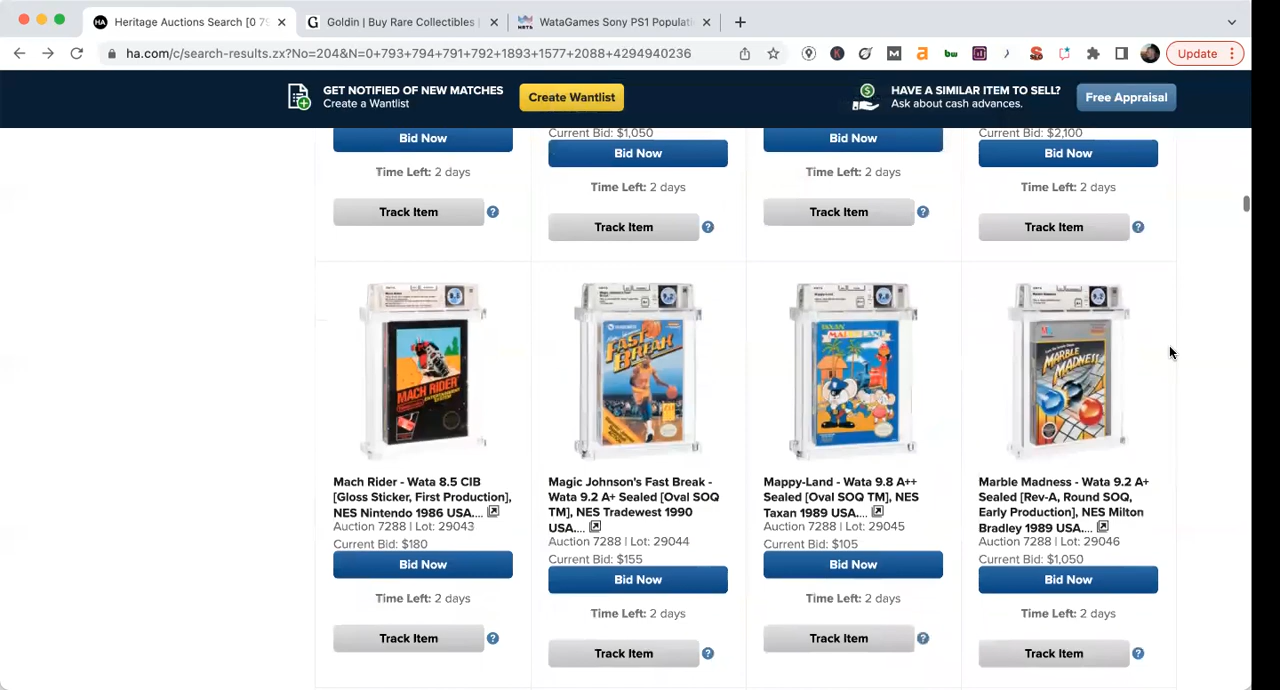 Heritage Auctions Search [0 79
Goldin | Buy Rare Collectibles |
WataGames Sony PS1 Populati
ha.com/c/search-results.zx?No=204&N=0+793+794+791+792+1893+1577+2088+4294940236
Update
GET NOTIFIED OF NEW MATCHES
Create a Wantlist
Create Wantlist
HAVE A SIMILAR ITEM TO SELL?
Ask about cash advances.
Free Appraisal
Bid Now
Time Left: 2 days
Track Item
Current Bid: $1,050
Bid Now
Time Left: 2 days
Track Item
Bid Now
Time Left: 2 days
Track Item
Current Bid: $2,100
Bid Now
Time Left: 2 days
Track Item
MACH RIDER
FAST
BREAK
MAPPY-LAND
MARBLE
MADNESS
Mach Rider - Wata 8.5 CIB
[Gloss Sticker, First Production],
NES Nintendo 1986 USA....
Auction 7288 | Lot: 29043
Current Bid: $180
Bid Now
Time Left: 2 days
Track Item
Magic Johnson's Fast Break -
Wata 9.2 A+ Sealed [Oval SOQ
TM], NES Tradewest 1990
USA....
Auction 7288 | Lot: 29044
Current Bid: $155
Bid Now
Time Left: 2 days
Track Item
Mappy-Land - Wata 9.8 A++
Sealed [Oval SOQ TM], NES
Taxan 1989 USA....
Auction 7288 | Lot: 29045
Current Bid: $105
Bid Now
Time Left: 2 days
Track Item
Marble Madness - Wata 9.2 A+
Sealed [Rev-A, Round SOQ,
Early Production], NES Milton
Bradley 1989 USA....
Auction 7288 | Lot: 29046
Current Bid: $1,050
Bid Now
Time Left: 2 days
Track Item